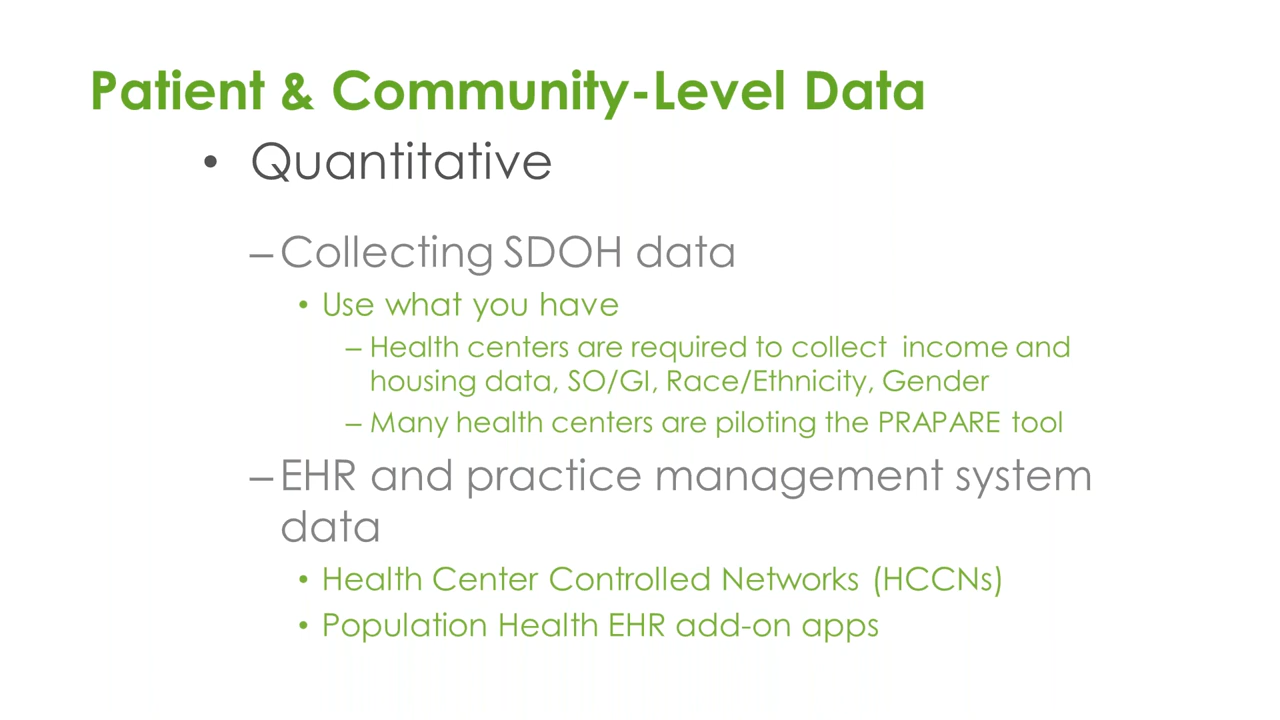 Patient & Community-Level Data
• Quantitative
– Collecting SDOH data
• Use what you have
– Health centers are required to collect income and
housing data, SO/GI, Race/Ethnicity, Gender
– Many health centers are piloting the PRAPARE tool
– EHR and practice management system
data
• Health Center Controlled Networks (HCCNs)
• Population Health EHR add-on apps